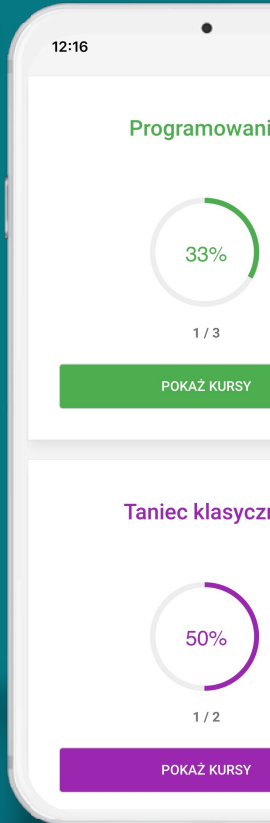 12:16
Programowani
33%
1 / 3
POKAŻ KURSY
Taniec klasyczn
50%
1 / 2
POKAŻ KURSY